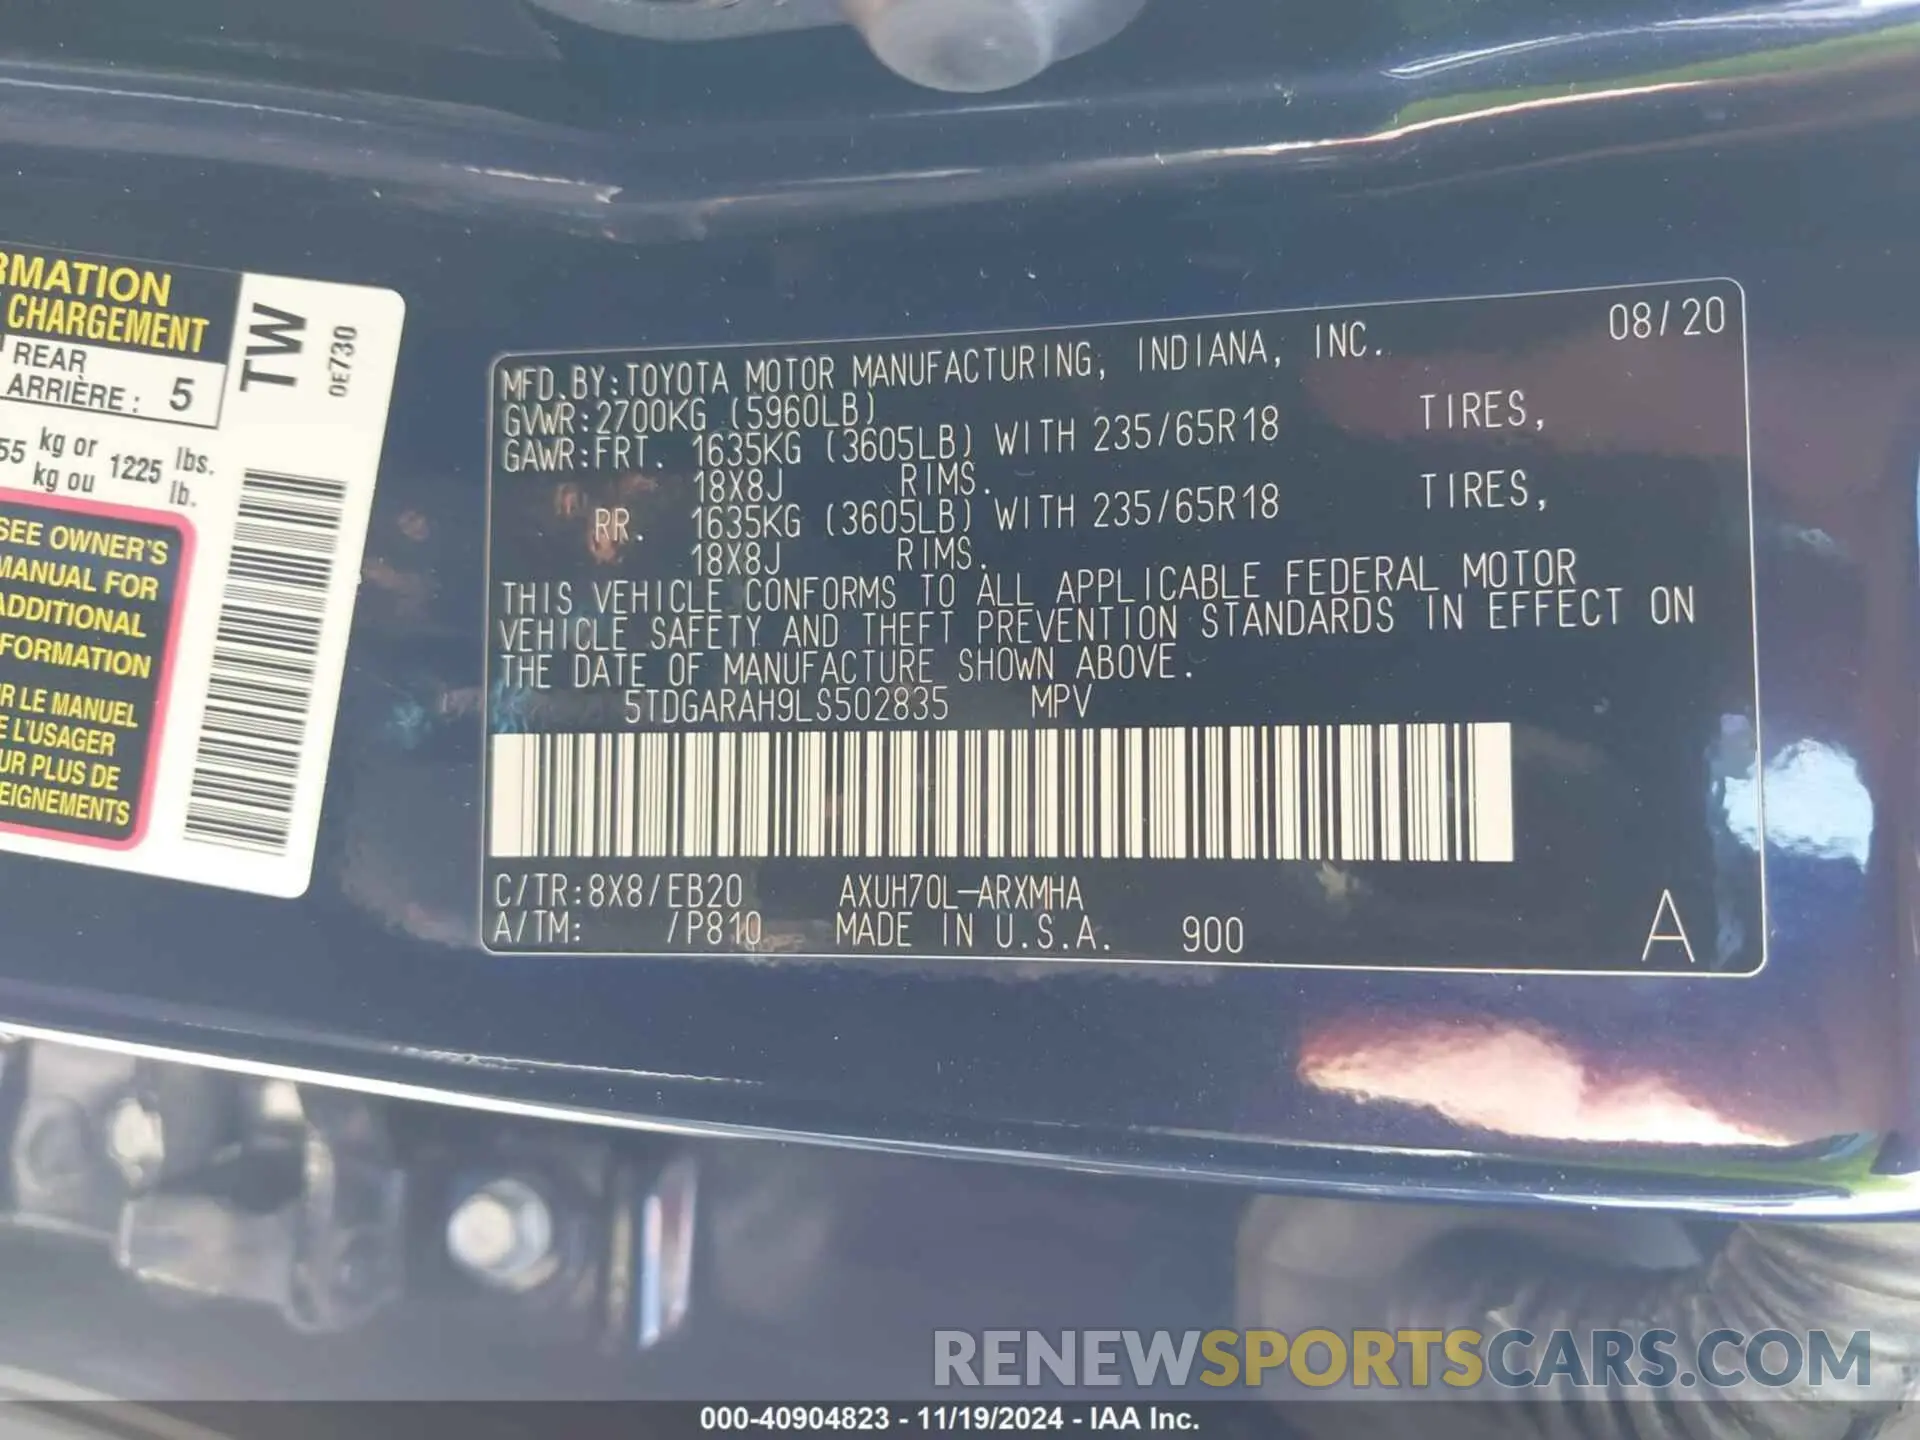 RMATION
CHARGEMENT
REAR
ARRIÈRE : 5
55 kg or 1225 lbs.
kg ou lb.
SEE OWNER'S
MANUAL FOR
ADDITIONAL
FORMATION
R LE MANUEL
E L'USAGER
UR PLUS DE
EIGNEMENTS
TW
0E730
08/20
MFD.BY:TOYOTA MOTOR MANUFACTURING, INDIANA, INC.
GVWR:2700KG (5960LB)
GAWR:FRT. 1635KG (3605LB) WITH 235/65R18 TIRES,
18X8J RIMS.
RR. 1635KG (3605LB) WITH 235/65R18 TIRES,
18X8J RIMS.
THIS VEHICLE CONFORMS TO ALL APPLICABLE FEDERAL MOTOR
VEHICLE SAFETY AND THEFT PREVENTION STANDARDS IN EFFECT ON
THE DATE OF MANUFACTURE SHOWN ABOVE.
5TDGARAH9LS502835 MPV
C/TR:8X8/EB20 AXUH70L-ARXMHA
A/TM: /P810 MADE IN U.S.A. 900
A
RENEWSPORTSCARS.COM
000-40904823 - 11/19/2024 - IAA Inc.